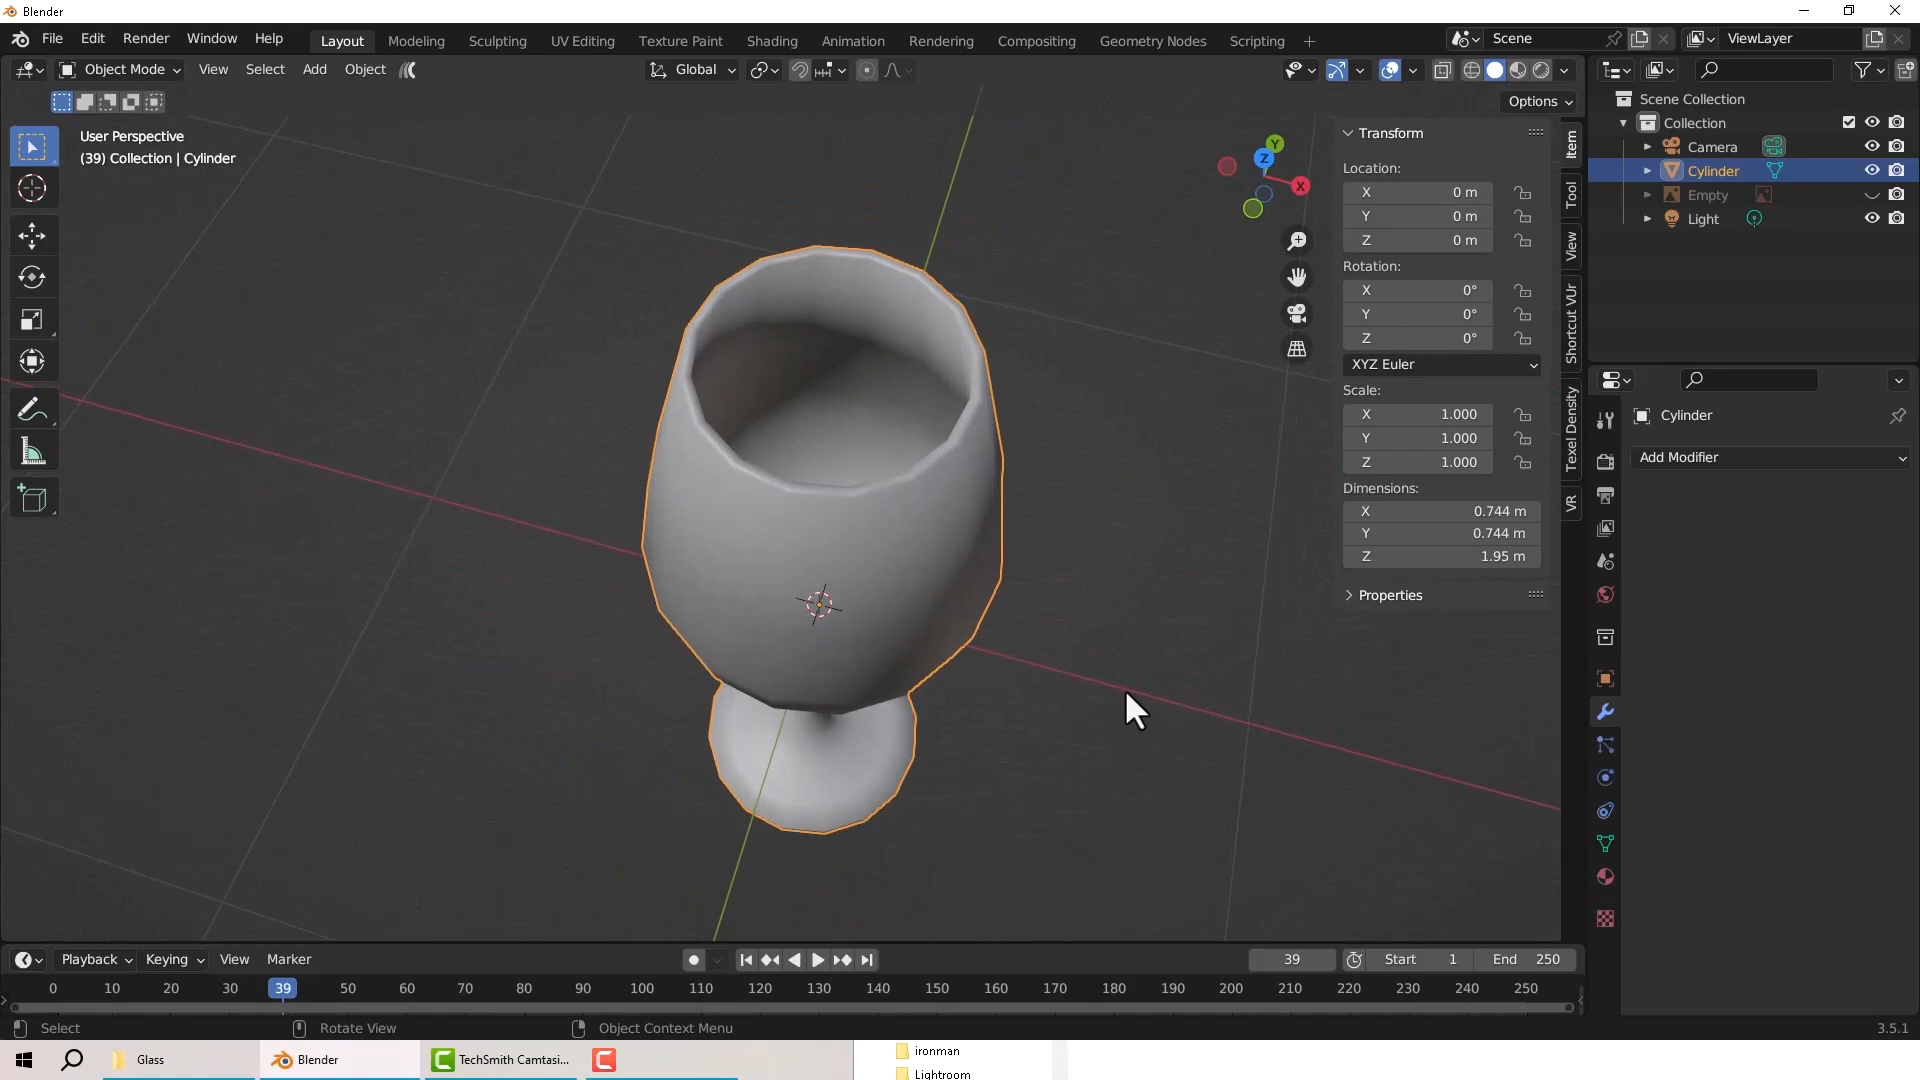 Blender
File Edit Render Window Help
Layout Modeling Sculpting UV Editing Texture Paint Shading Animation Rendering Compositing Geometry Nodes Scripting
Scene ViewLayer
Object Mode View Select Add Object
Global
Options
User Perspective
(39) Collection | Cylinder
Y
Z
X
Transform
Location:
X 0 m
Y 0 m
Z 0 m
Rotation:
X 0°
Y 0°
Z 0°
XYZ Euler
Scale:
X 1.000
Y 1.000
Z 1.000
Dimensions:
X 0.744 m
Y 0.744 m
Z 1.95 m
Properties
Item
Tool
View
Shortcut VUr
Texel Density
VR
Scene Collection
Collection
Camera
Cylinder
Empty
Light
Cylinder
Add Modifier
Playback Keying View Marker
39 Start 1 End 250
0 10 20 30 39 50 60 70 80 90 100 110 120 130 140 150 160 170 180 190 200 210 220 230 240 250
Select Rotate View Object Context Menu 3.5.1
Glass Blender TechSmith Camtasi...
ironman
Lightroom